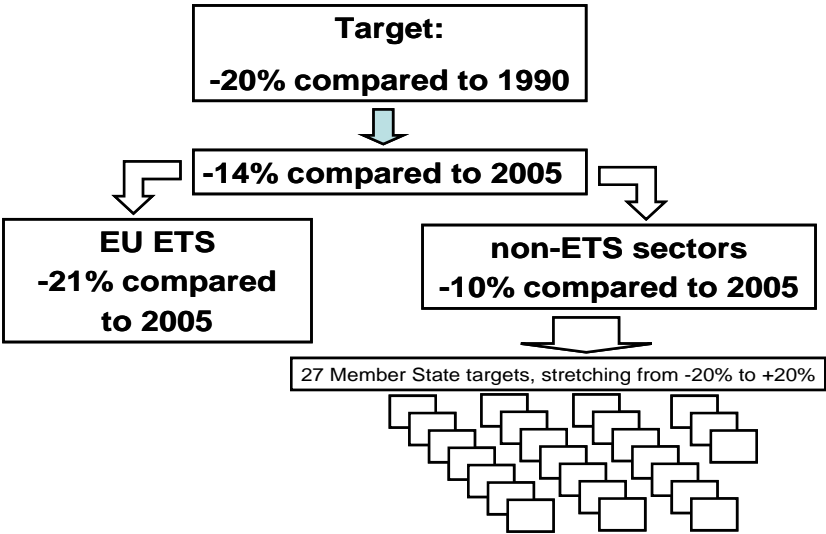 Target:
-20% compared to 1990
-14% compared to 2005
EU ETS
-21% compared
to 2005
non-ETS sectors
-10% compared to 2005
27 Member State targets, stretching from -20% to +20%